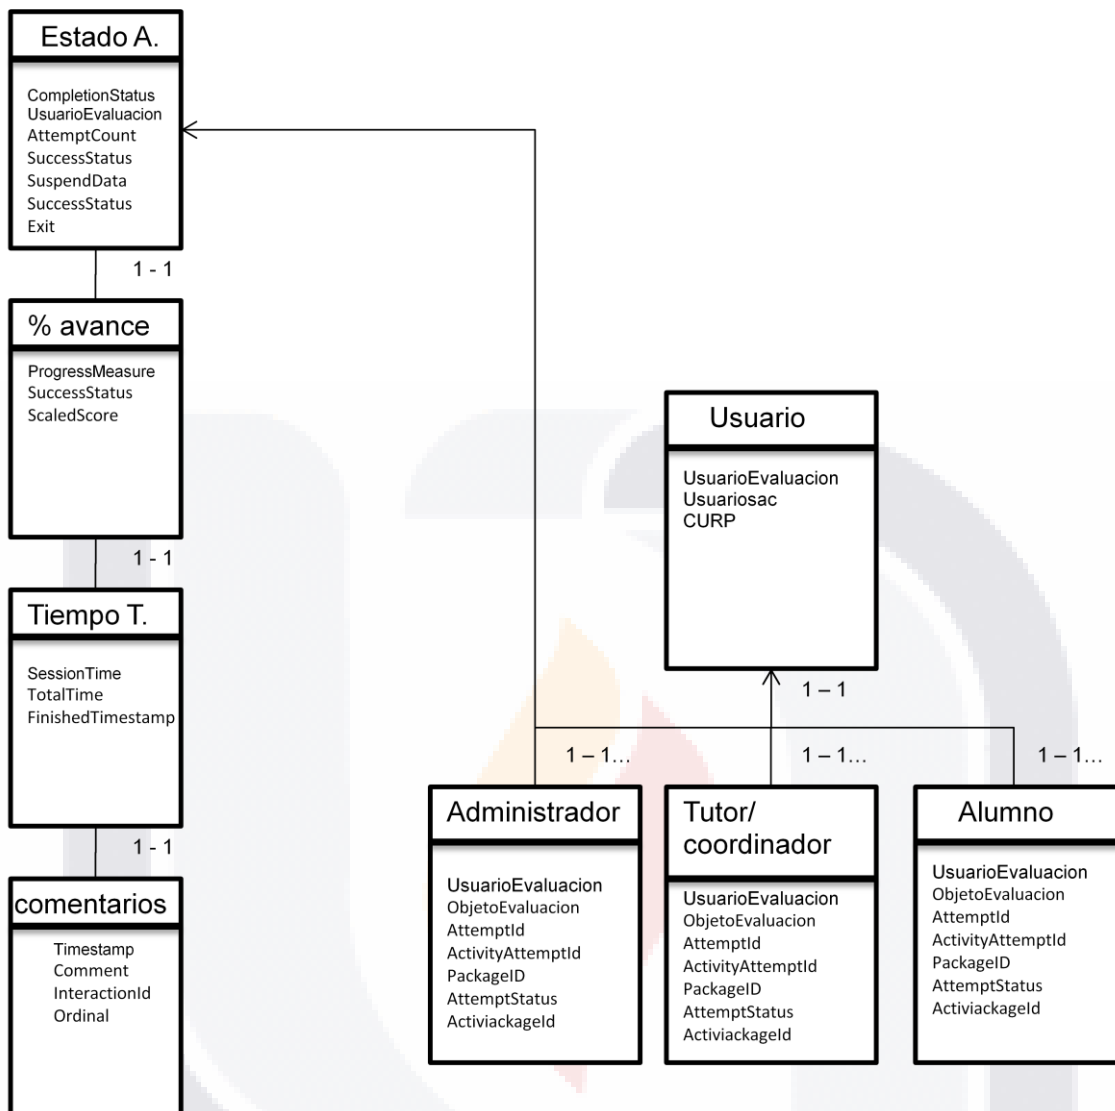 Estado A.
CompletionStatus
UsuarioEvaluacion
AttemptCount
SuccessStatus
SuspendData
SuccessStatus
Exit
1 - 1
% avance
ProgressMeasure
SuccessStatus
ScaledScore
1 - 1
Tiempo T.
SessionTime
TotalTime
FinishedTimestamp
1 - 1
comentarios
Timestamp
Comment
InteractionId
Ordinal
Usuario
UsuarioEvaluacion
Usuariosac
CURP
1 – 1
1 – 1...
1 – 1...
1 – 1...
Administrador
UsuarioEvaluacion
ObjetoEvaluacion
AttemptId
ActivityAttemptId
PackageID
AttemptStatus
ActiviackageId
Tutor/
coordinador
UsuarioEvaluacion
ObjetoEvaluacion
AttemptId
ActivityAttemptId
PackageID
AttemptStatus
ActiviackageId
Alumno
UsuarioEvaluacion
ObjetoEvaluacion
AttemptId
ActivityAttemptId
PackageID
AttemptStatus
ActiviackageId